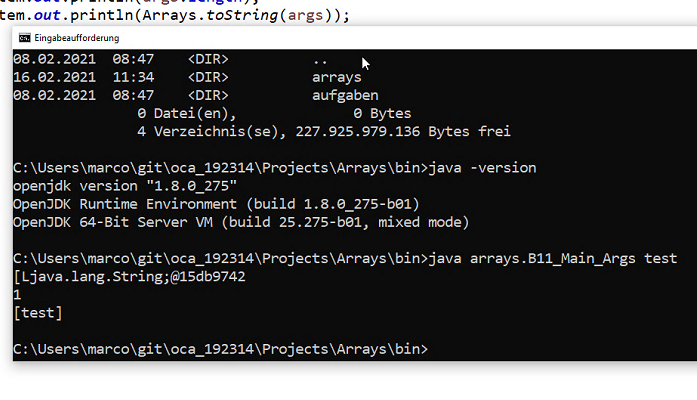 tem.out.println(args.length);
tem.out.println(Arrays.toString(args));
Eingabeaufforderung
08.02.2021  08:47    <DIR>          ..
16.02.2021  11:34    <DIR>          arrays
08.02.2021  08:47    <DIR>          aufgaben
0 Datei(en),              0 Bytes
4 Verzeichnis(se), 227.925.979.136 Bytes frei
C:\Users\marco\git\oca_192314\Projects\Arrays\bin>java -version
openjdk version "1.8.0_275"
OpenJDK Runtime Environment (build 1.8.0_275-b01)
OpenJDK 64-Bit Server VM (build 25.275-b01, mixed mode)
C:\Users\marco\git\oca_192314\Projects\Arrays\bin>java arrays.B11_Main_Args test
[Ljava.lang.String;@15db9742
1
[test]
C:\Users\marco\git\oca_192314\Projects\Arrays\bin>